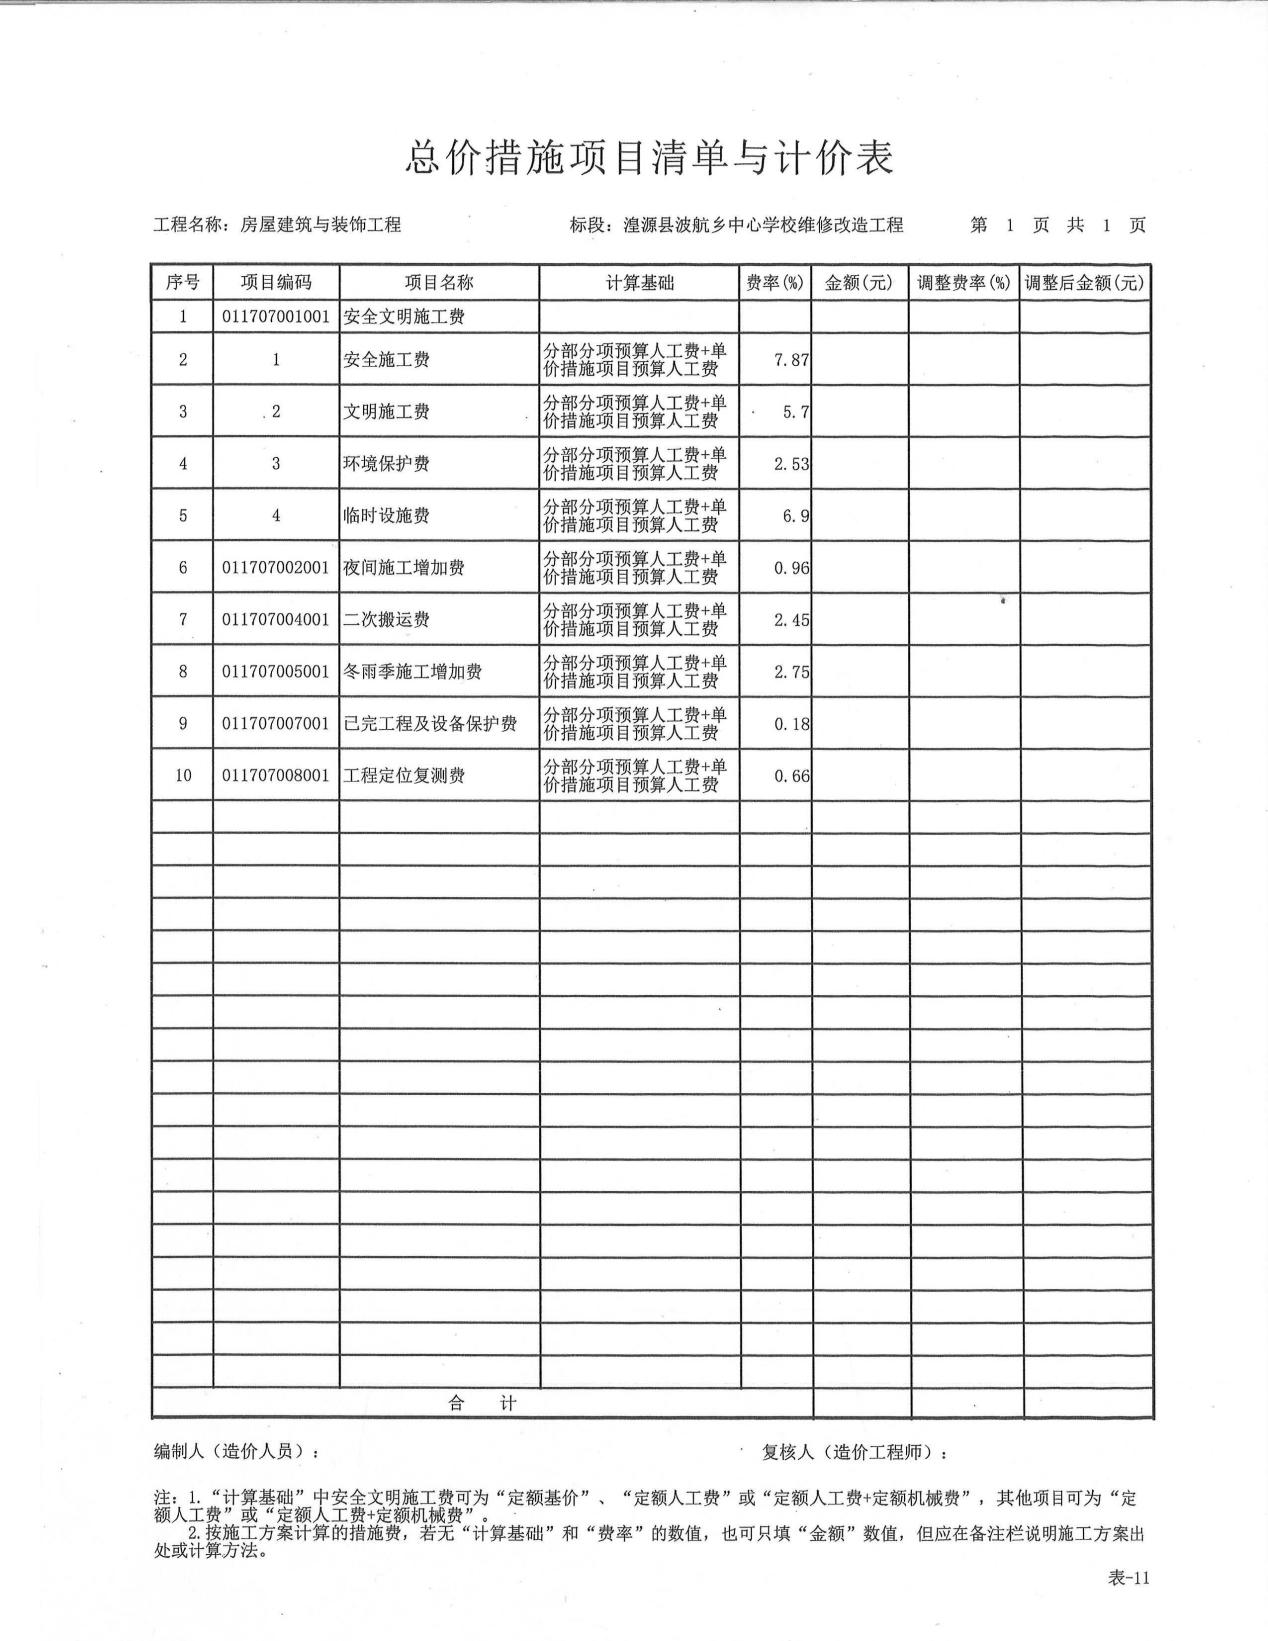 总价措施项目清单与计价表
工程名称：房屋建筑与装饰工程 标段：湟源县波航乡中心学校维修改造工程 第 1 页 共 1 页
序号 项目编码 项目名称 计算基础 费率(%) 金额(元) 调整费率(%) 调整后金额(元)
1 011707001001 安全文明施工费
2 1 安全施工费 分部分项预算人工费+单
价措施项目预算人工费 7.87
3 2 文明施工费 分部分项预算人工费+单
价措施项目预算人工费 5.7
4 3 环境保护费 分部分项预算人工费+单
价措施项目预算人工费 2.53
5 4 临时设施费 分部分项预算人工费+单
价措施项目预算人工费 6.9
6 011707002001 夜间施工增加费 分部分项预算人工费+单
价措施项目预算人工费 0.96
7 011707004001 二次搬运费 分部分项预算人工费+单
价措施项目预算人工费 2.45
8 011707005001 冬雨季施工增加费 分部分项预算人工费+单
价措施项目预算人工费 2.75
9 011707007001 已完工程及设备保护费 分部分项预算人工费+单
价措施项目预算人工费 0.18
10 011707008001 工程定位复测费 分部分项预算人工费+单
价措施项目预算人工费 0.66
合 计
编制人（造价人员）： 复核人（造价工程师）：
注：1.“计算基础”中安全文明施工费可为“定额基价”、“定额人工费”或“定额人工费+定额机械费”，其他项目可为“定
额人工费”或“定额人工费+定额机械费”。
2.按施工方案计算的措施费，若无“计算基础”和“费率”的数值，也可只填“金额”数值，但应在备注栏说明施工方案出
处或计算方法。
表-11